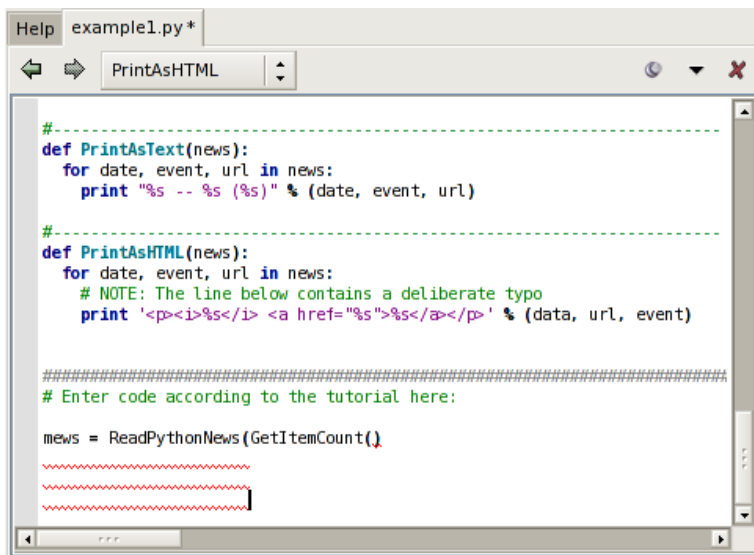 Help example1.py*
PrintAsHTML
#-----------------------------------------------------------------------
def PrintAsText(news):
  for date, event, url in news:
    print "%s -- %s (%s)" % (date, event, url)
#-----------------------------------------------------------------------
def PrintAsHTML(news):
  for date, event, url in news:
    # NOTE: The line below contains a deliberate typo
    print '<p><i>%s</i> <a href="%s">%s</a></p>' % (data, url, event)
#########################################################################
# Enter code according to the tutorial here:
mews = ReadPythonNews(GetItemCount()